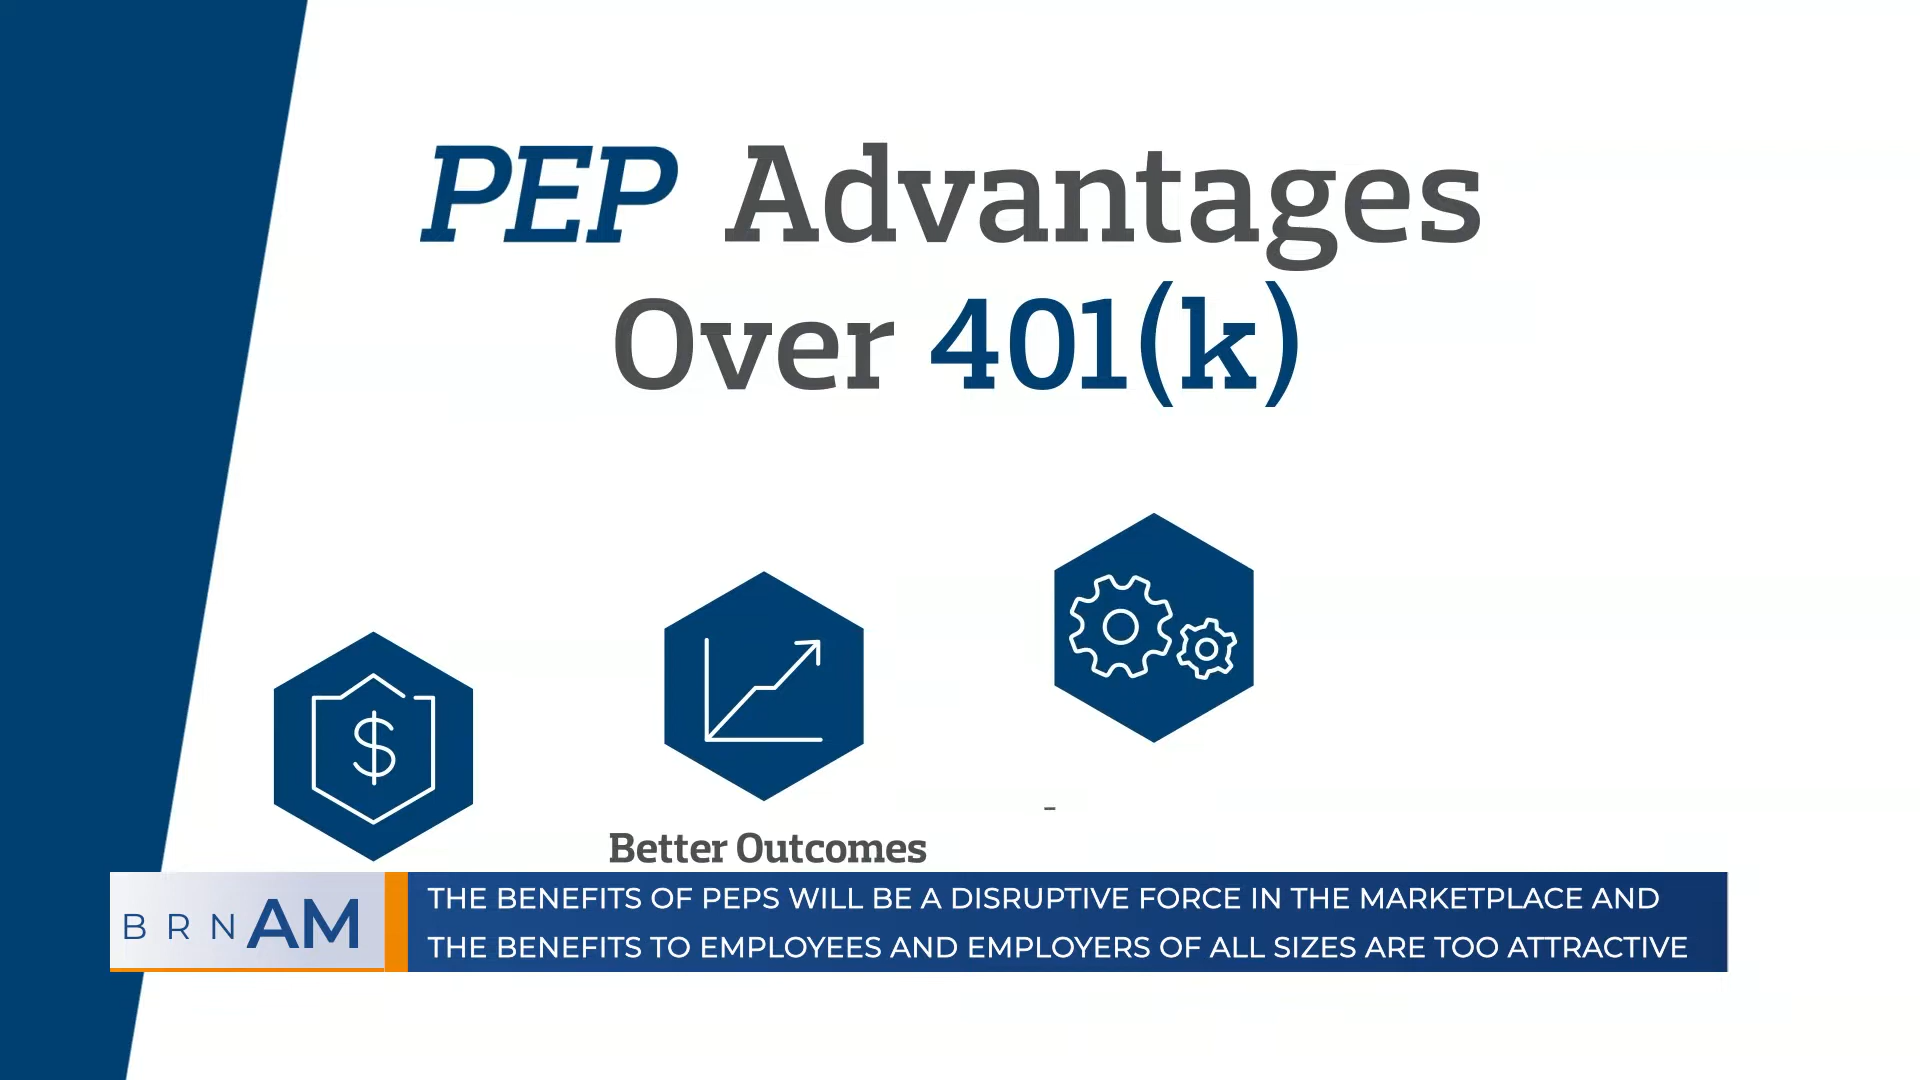 PEP Advantages
Over 401(k)
$
Better Outcomes
BRN AM
THE BENEFITS OF PEPS WILL BE A DISRUPTIVE FORCE IN THE MARKETPLACE AND
THE BENEFITS TO EMPLOYEES AND EMPLOYERS OF ALL SIZES ARE TOO ATTRACTIVE